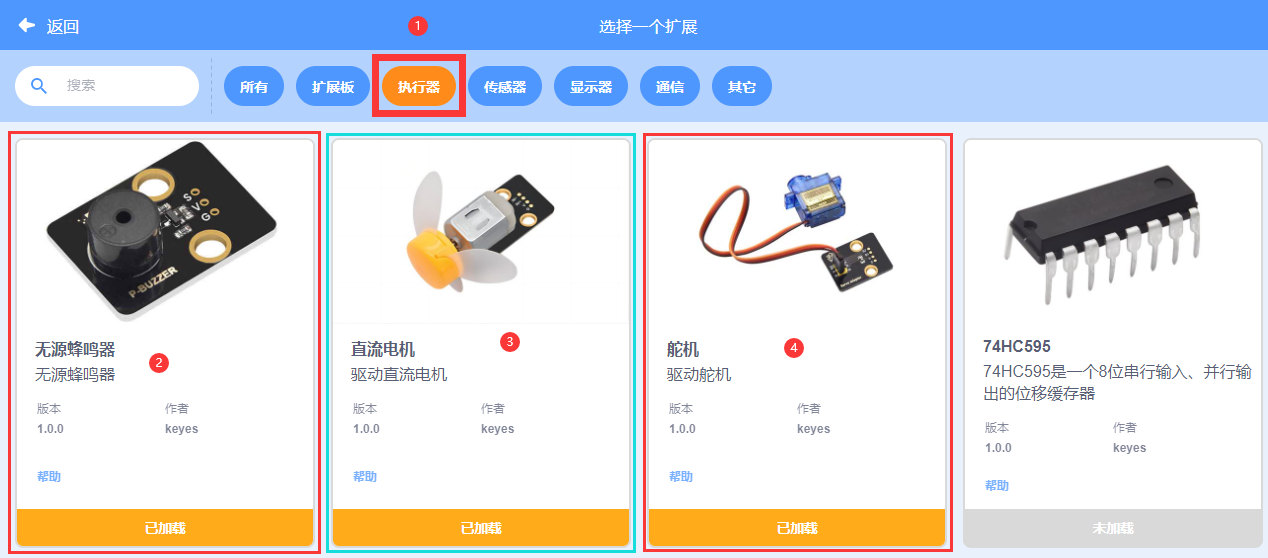 返回
1
选择一个扩展
搜索
所有
扩展板
执行器
传感器
显示器
通信
其它
S
V
G
P-BUZZER
无源蜂鸣器
无源蜂鸣器
2
版本
作者
1.0.0
keyes
帮助
已加载
直流电机
驱动直流电机
3
版本
作者
1.0.0
keyes
帮助
已加载
舵机
驱动舵机
4
版本
作者
1.0.0
keyes
帮助
已加载
74HC595
74HC595是一个8位串行输入、并行输
出的位移缓存器
版本
作者
1.0.0
keyes
帮助
未加载